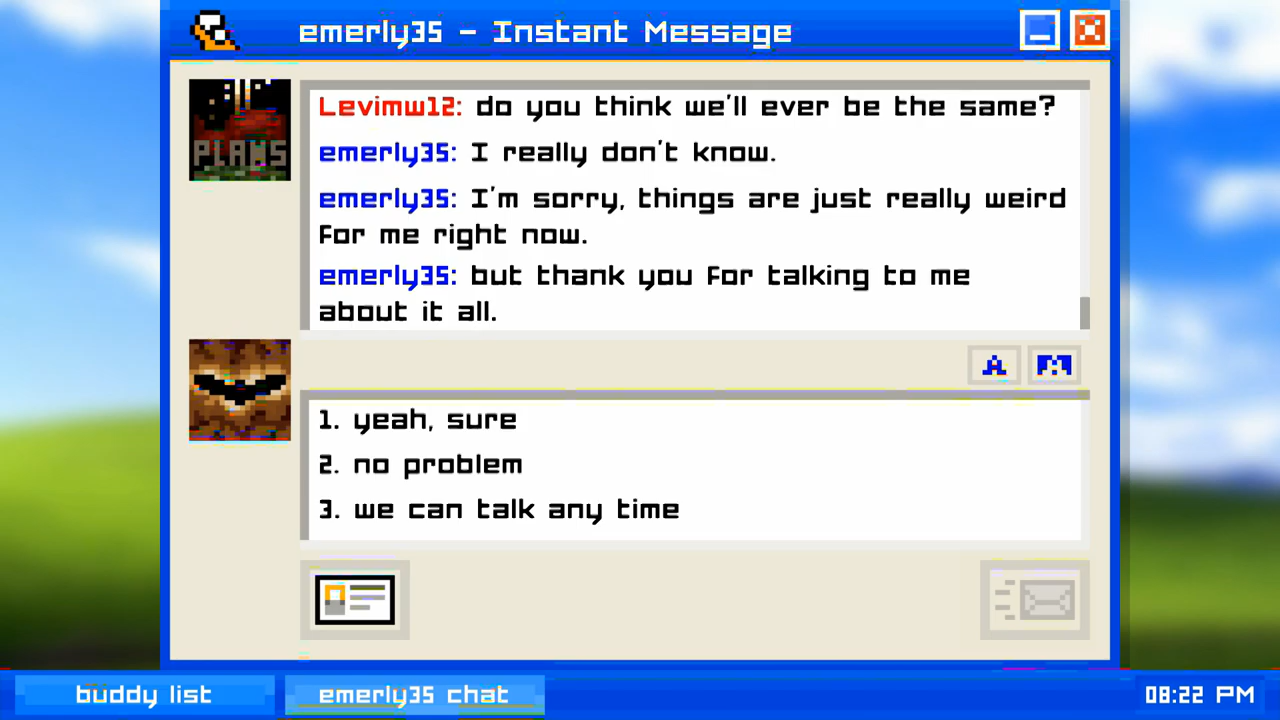 emerly35 - Instant Message
PLANS
Levimw12: do you think we'll ever be the same?
emerly35: I really don't know.
emerly35: I'm sorry, things are just really weird
for me right now.
emerly35: but thank you for talking to me
about it all.
A
1. yeah, sure
2. no problem
3. we can talk any time
buddy list
emerly35 chat
08:22 PM